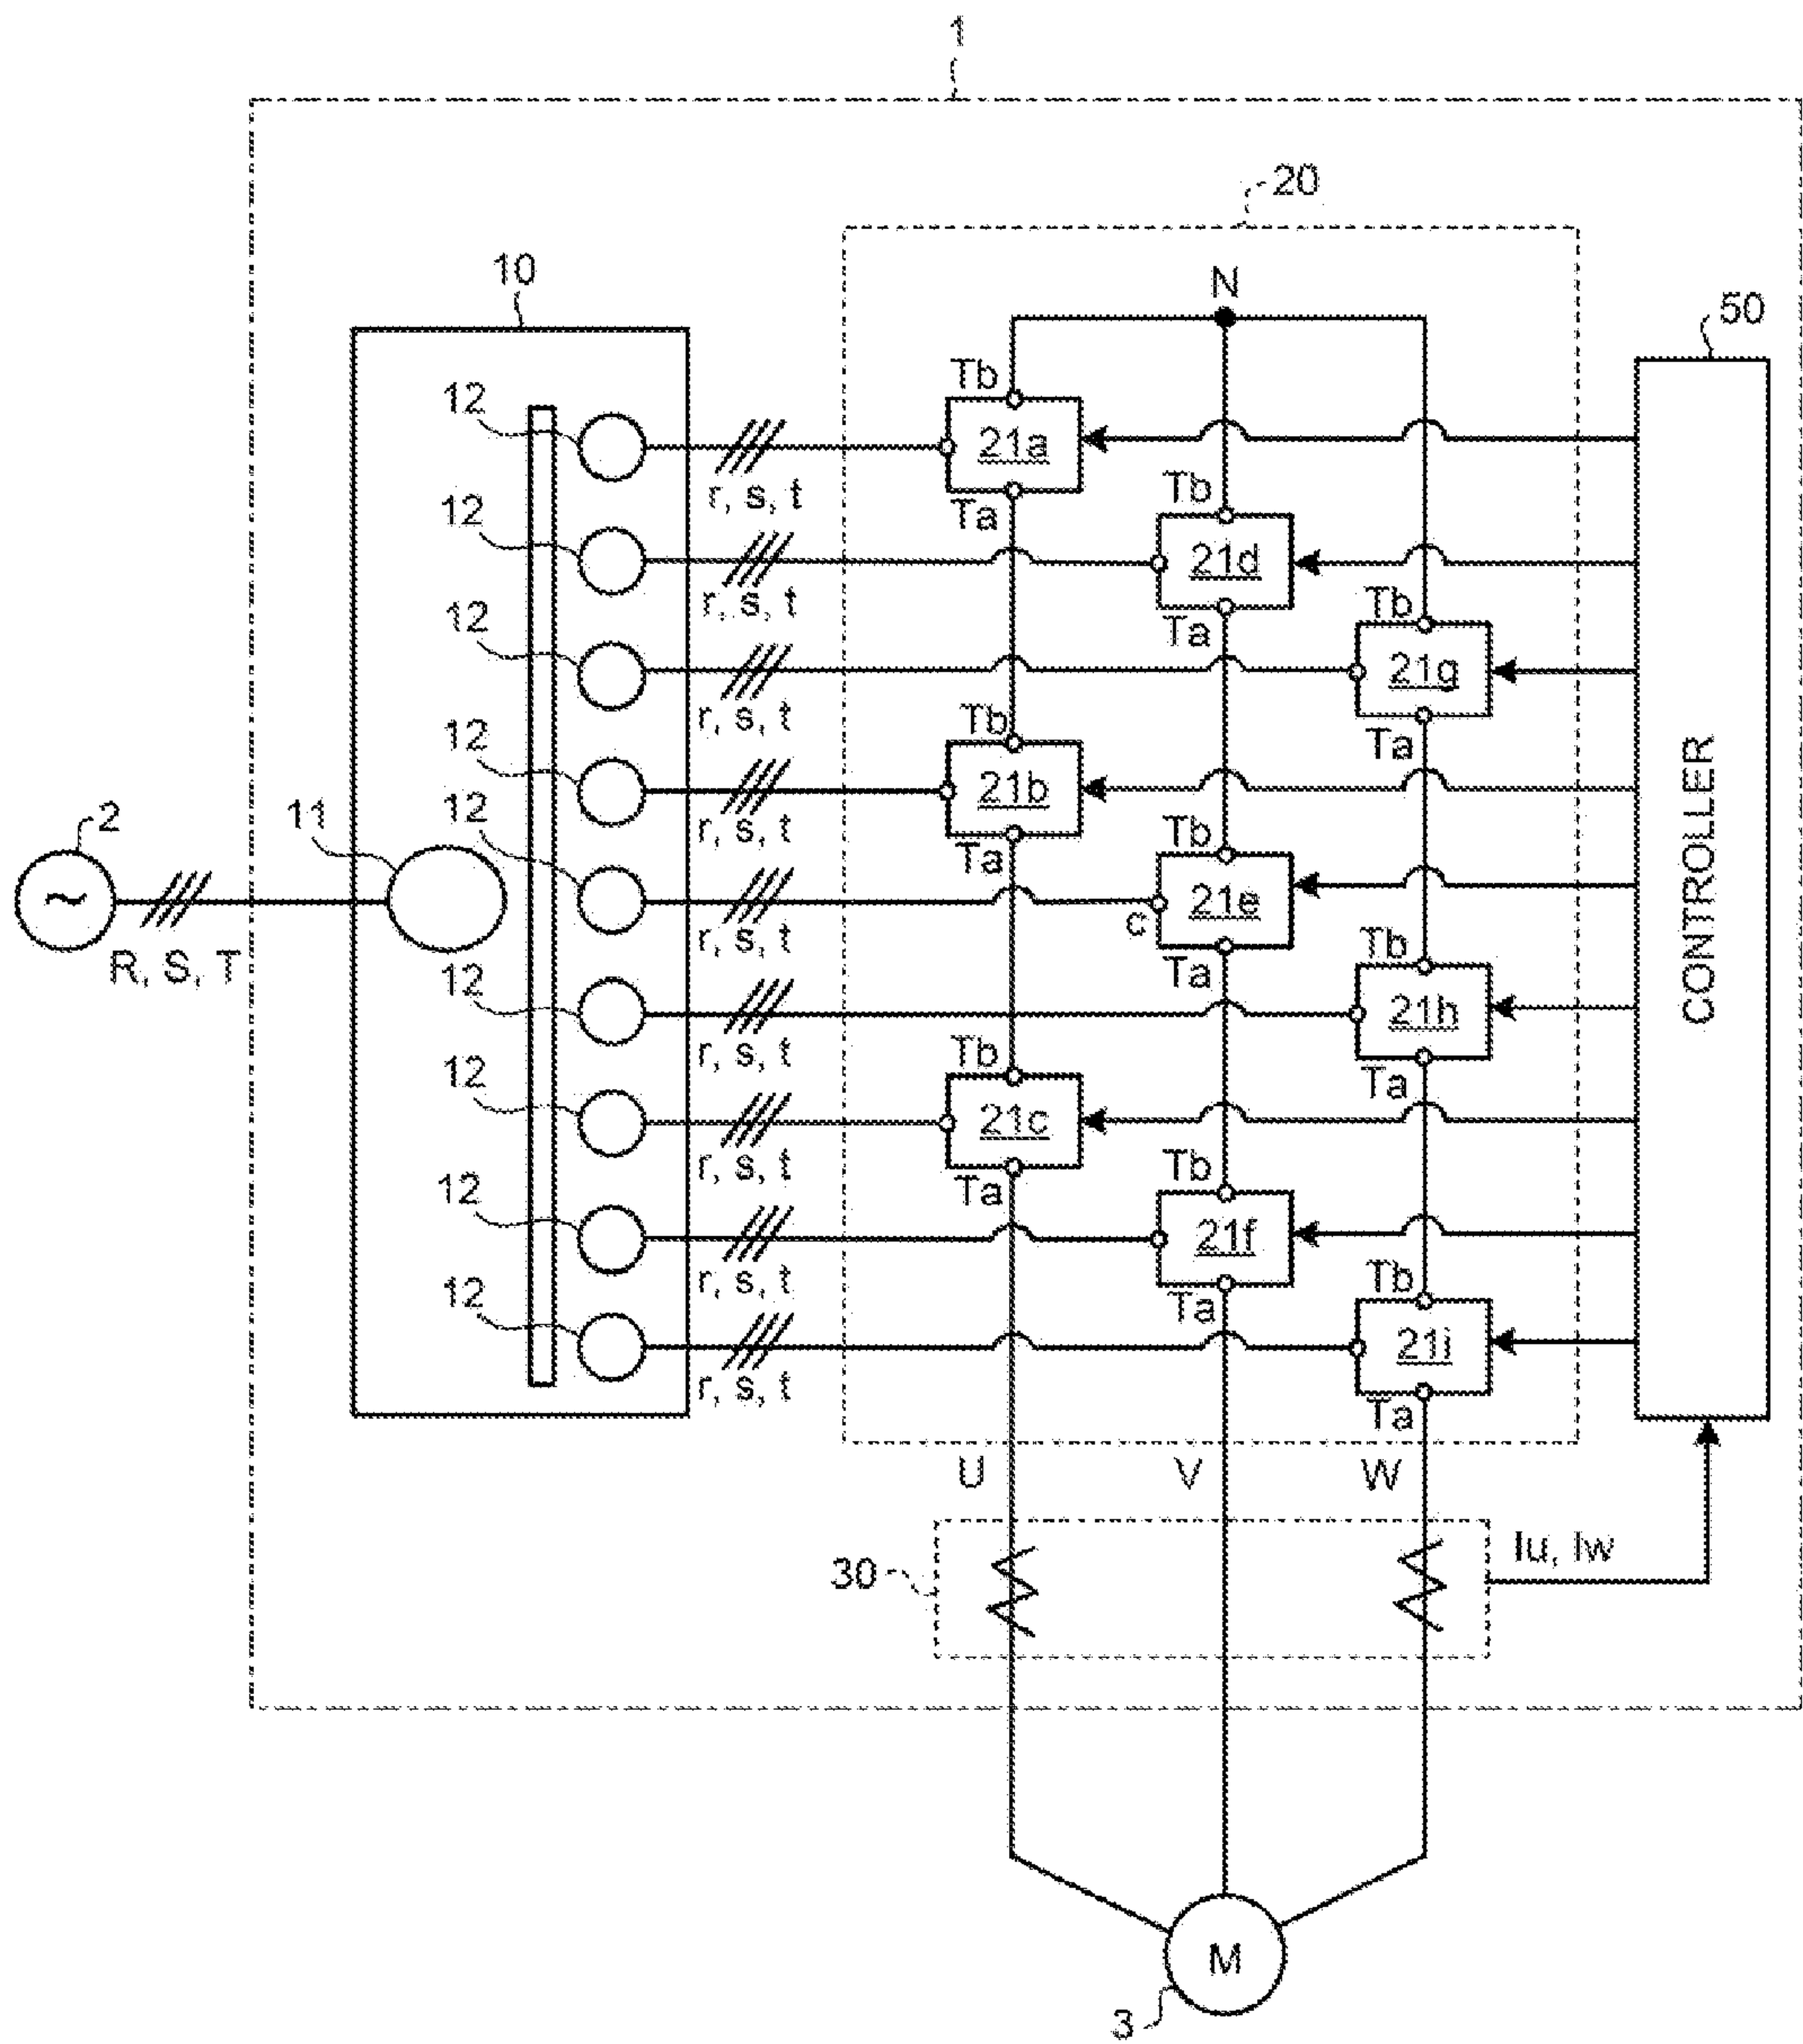 1
20
10
N
50
12
Tb
21a
r, s, t
Ta
12
Tb
21d
r, s, t
Ta
12
Tb
21g
r, s, t
Ta
12
Tb
21b
r, s, t
Ta
2
11
12
Tb
21e
c
r, s, t
Ta
R, S, T
12
Tb
21h
r, s, t
Ta
CONTROLLER
12
Tb
21c
r, s, t
Ta
12
Tb
21f
r, s, t
Ta
12
Tb
21i
r, s, t
Ta
U
V
W
30
Iu, Iw
M
3